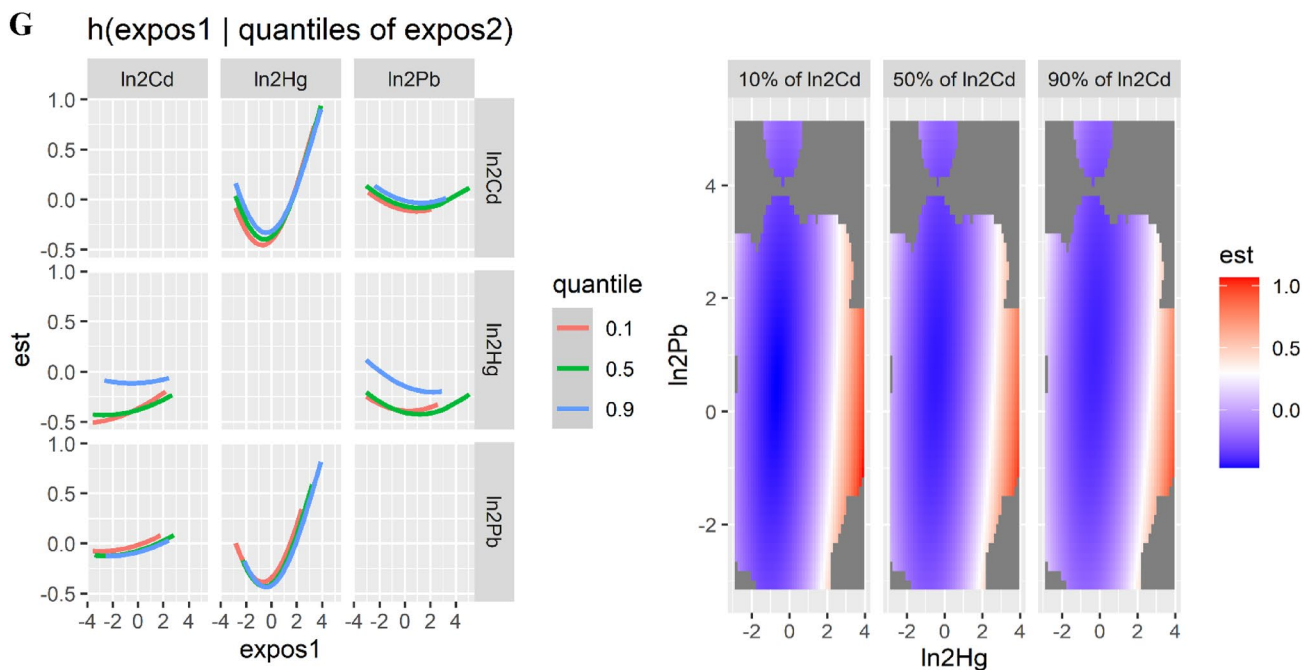 G
h(expos1 | quantiles of expos2)
ln2Cd ln2Hg ln2Pb
1.0
0.5
0.0
-0.5
ln2Cd
1.0
0.5
0.0
-0.5
ln2Hg
1.0
0.5
0.0
-0.5
ln2Pb
-4 -2 0 2 4 -4 -2 0 2 4 -4 -2 0 2 4
est
expos1
quantile
0.1
0.5
0.9
10% of ln2Cd 50% of ln2Cd 90% of ln2Cd
4
2
0
-2
ln2Pb
-2 0 2 4 -2 0 2 4 -2 0 2 4
ln2Hg
est
1.0
0.5
0.0